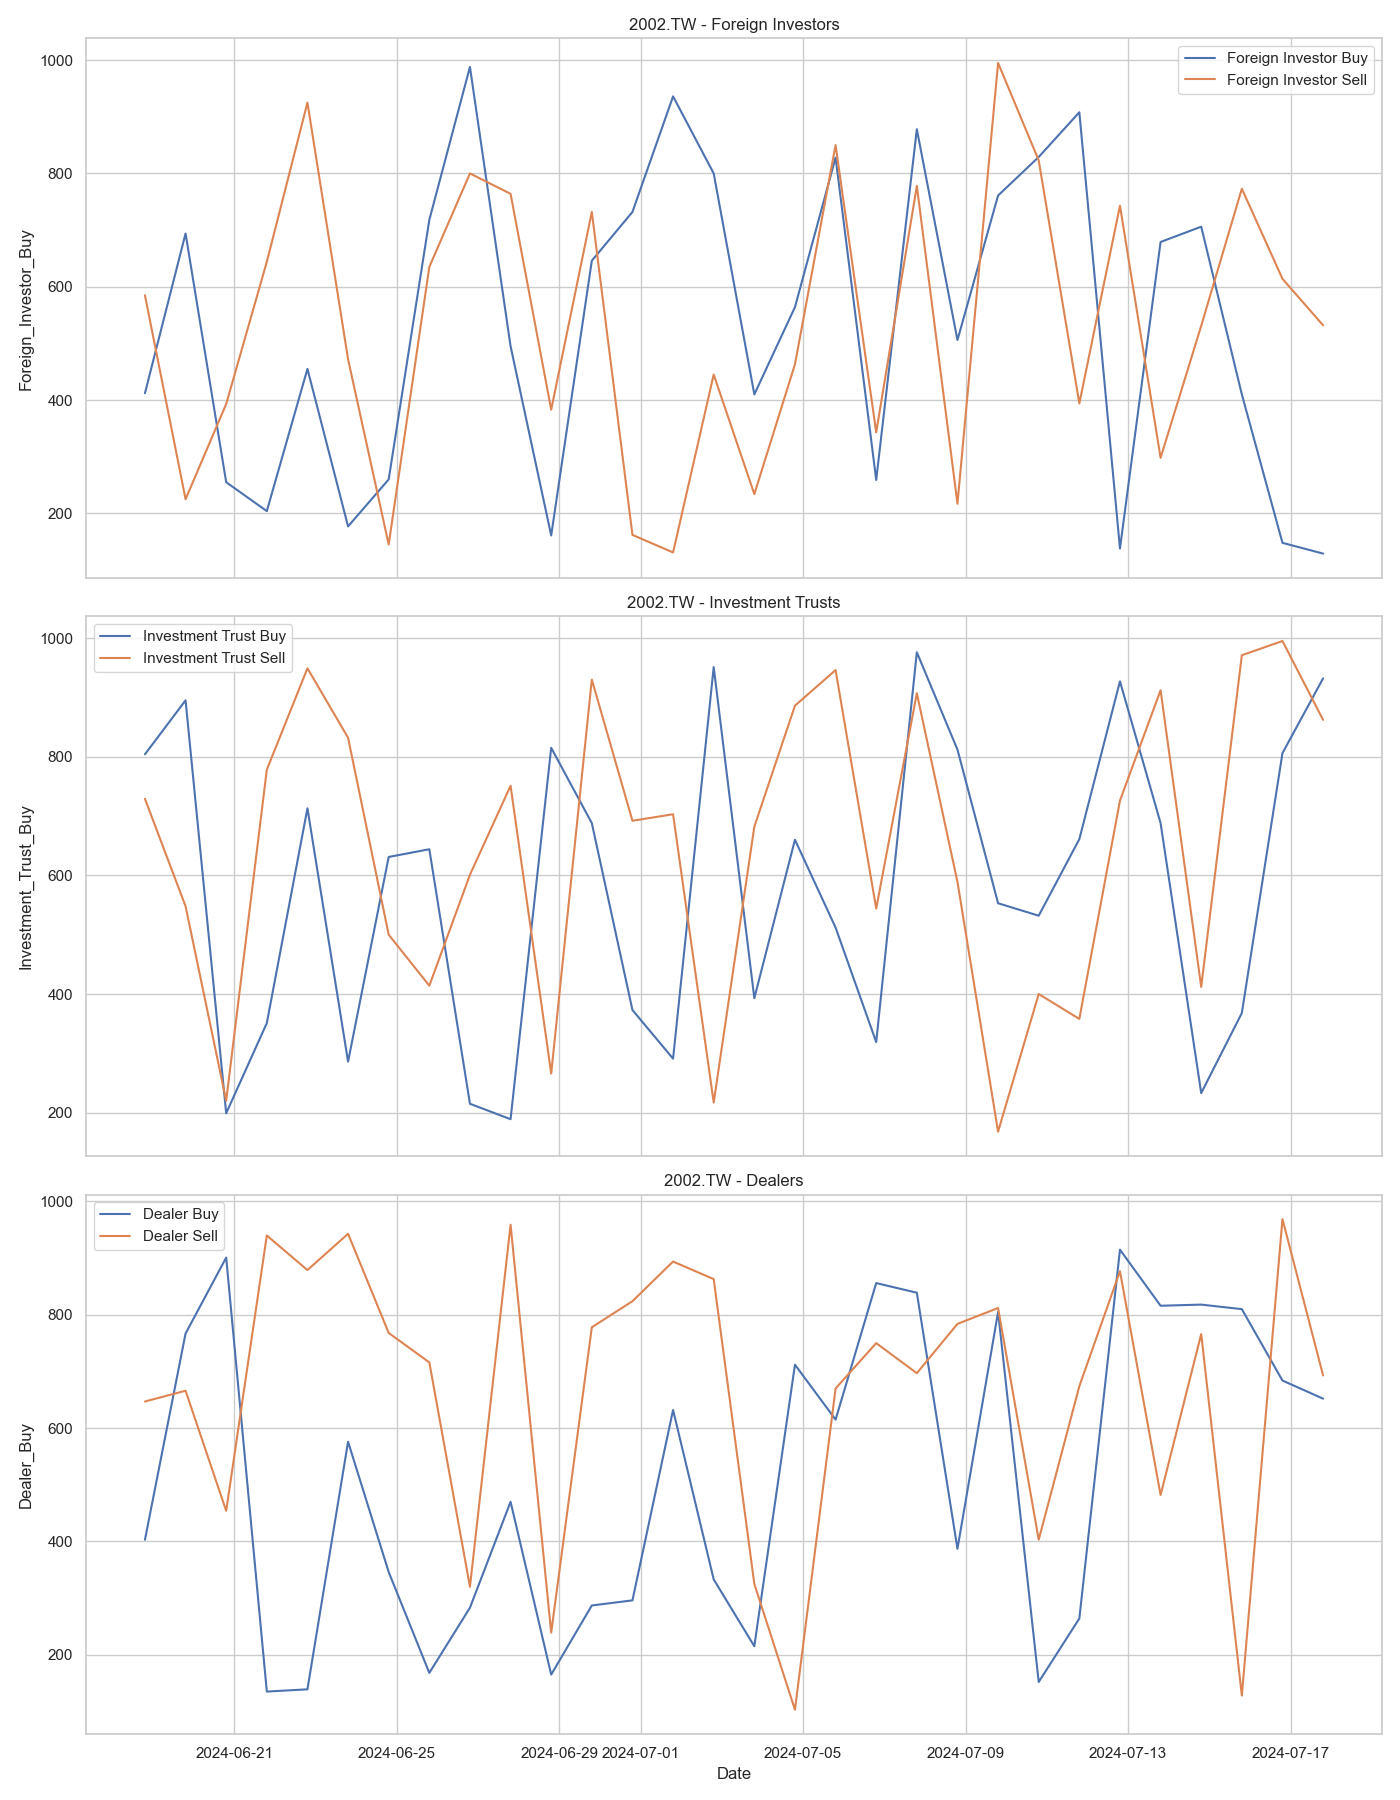 2002.TW - Foreign Investors
Foreign_Investor_Buy
1000
800
600
400
200
Foreign Investor Buy
Foreign Investor Sell
2002.TW - Investment Trusts
Investment_Trust_Buy
1000
800
600
400
200
Investment Trust Buy
Investment Trust Sell
2002.TW - Dealers
Dealer_Buy
1000
800
600
400
200
Dealer Buy
Dealer Sell
2024-06-21 2024-06-25 2024-06-29 2024-07-01 2024-07-05 2024-07-09 2024-07-13 2024-07-17
Date